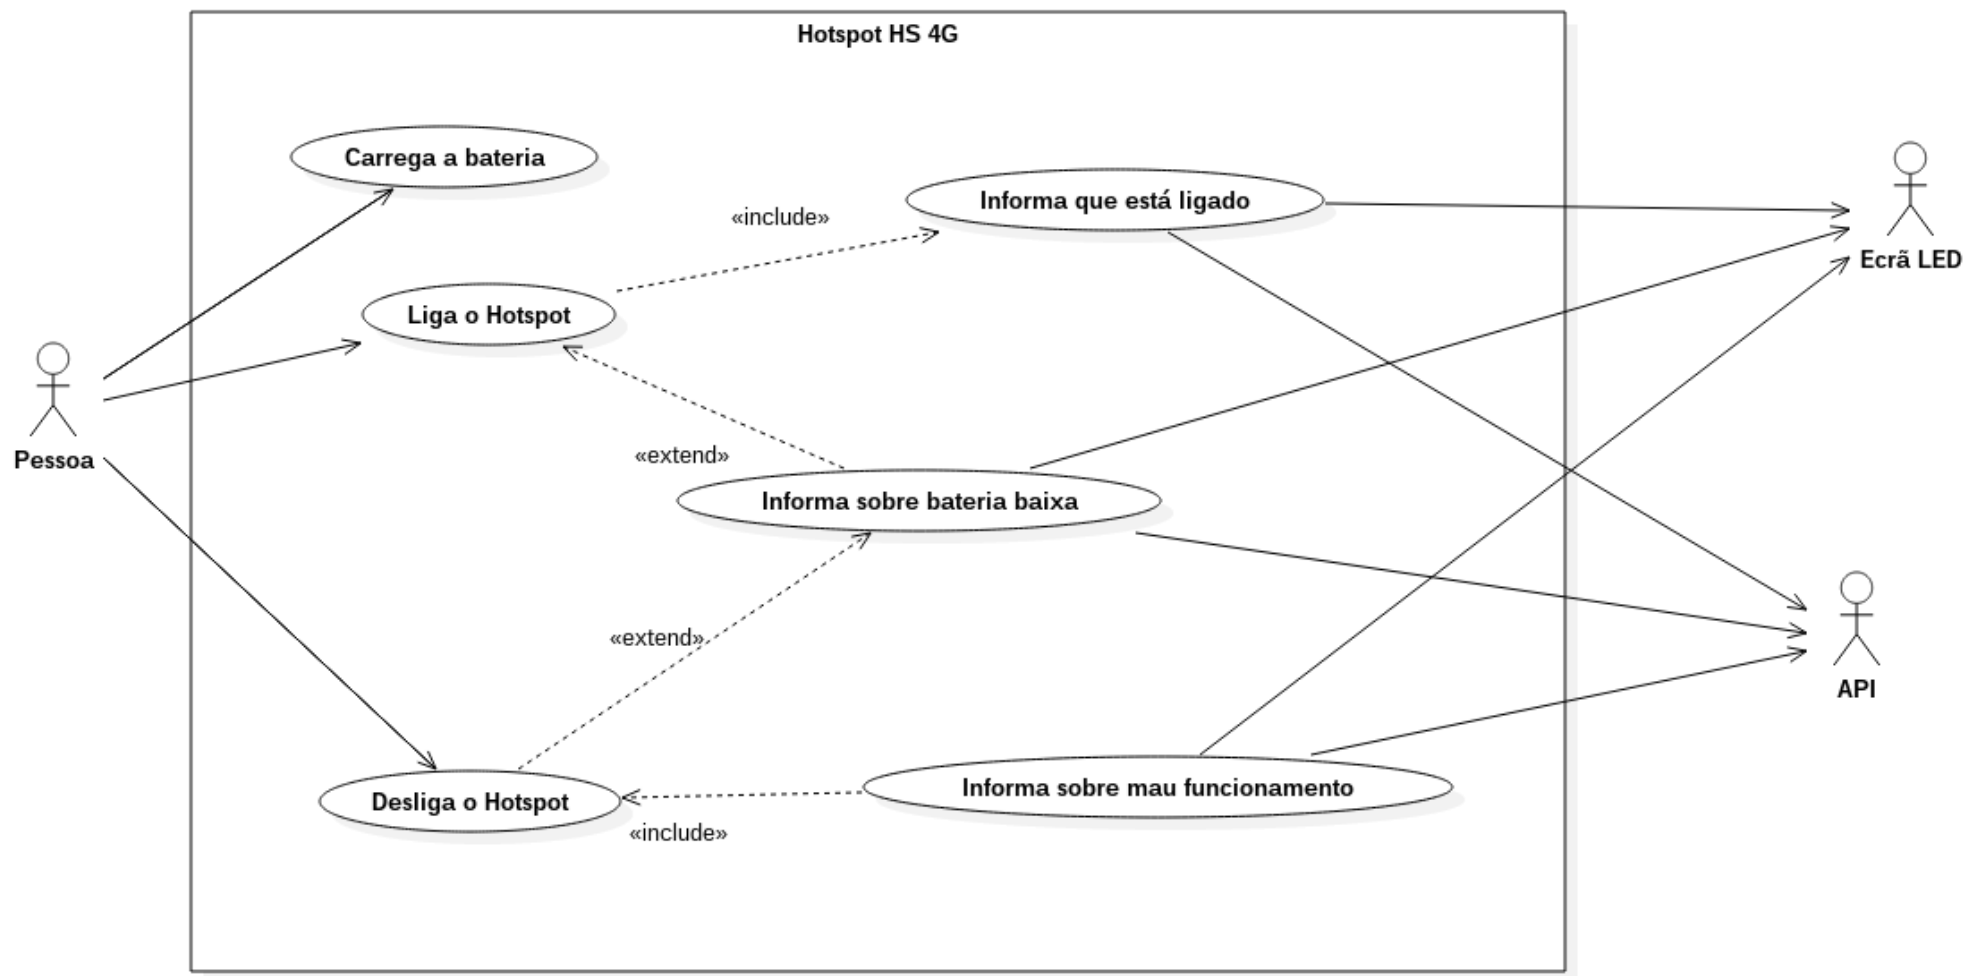 Hotspot HS 4G
Carrega a bateria
Informa que está ligado
«include»
Ecrã LED
Liga o Hotspot
Pessoa
«extend»
Informa sobre bateria baixa
«extend»
API
Informa sobre mau funcionamento
Desliga o Hotspot
«include»